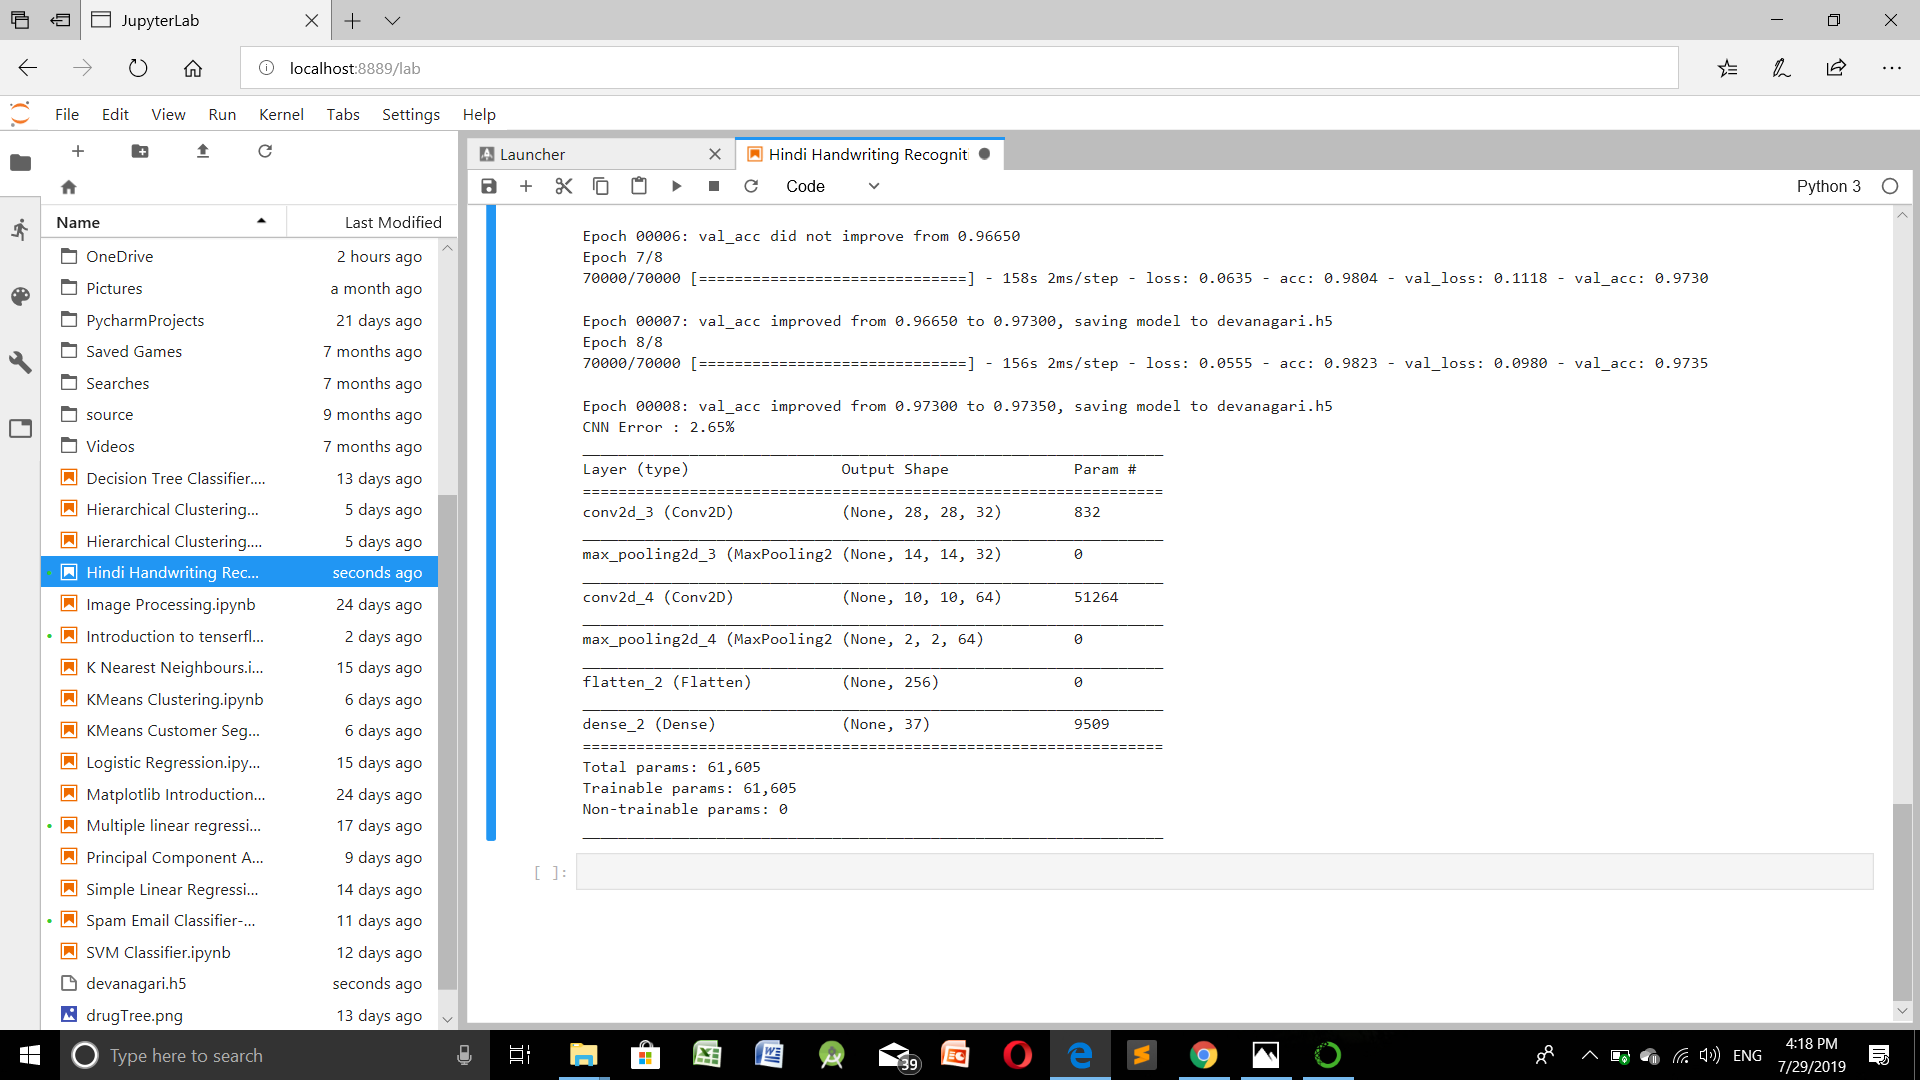 JupyterLab
localhost:8889/lab
File Edit View Run Kernel Tabs Settings Help
Launcher
Hindi Handwriting Recogniti
Code
Python 3
Name Last Modified
OneDrive 2 hours ago
Pictures a month ago
PycharmProjects 21 days ago
Saved Games 7 months ago
Searches 7 months ago
source 9 months ago
Videos 7 months ago
Decision Tree Classifier.... 13 days ago
Hierarchical Clustering... 5 days ago
Hierarchical Clustering.... 5 days ago
Hindi Handwriting Rec... seconds ago
Image Processing.ipynb 24 days ago
Introduction to tenserfl... 2 days ago
K Nearest Neighbours.i... 15 days ago
KMeans Clustering.ipynb 6 days ago
KMeans Customer Seg... 6 days ago
Logistic Regression.ipy... 15 days ago
Matplotlib Introduction... 24 days ago
Multiple linear regressi... 17 days ago
Principal Component A... 9 days ago
Simple Linear Regressi... 14 days ago
Spam Email Classifier-... 11 days ago
SVM Classifier.ipynb 12 days ago
devanagari.h5 seconds ago
drugTree.png 13 days ago
Epoch 00006: val_acc did not improve from 0.96650
Epoch 7/8
70000/70000 [==============================] - 158s 2ms/step - loss: 0.0635 - acc: 0.9804 - val_loss: 0.1118 - val_acc: 0.9730
Epoch 00007: val_acc improved from 0.96650 to 0.97300, saving model to devanagari.h5
Epoch 8/8
70000/70000 [==============================] - 156s 2ms/step - loss: 0.0555 - acc: 0.9823 - val_loss: 0.0980 - val_acc: 0.9735
Epoch 00008: val_acc improved from 0.97300 to 0.97350, saving model to devanagari.h5
CNN Error : 2.65%
_________________________________________________________________
Layer (type) Output Shape Param #
=================================================================
conv2d_3 (Conv2D) (None, 28, 28, 32) 832
_________________________________________________________________
max_pooling2d_3 (MaxPooling2 (None, 14, 14, 32) 0
_________________________________________________________________
conv2d_4 (Conv2D) (None, 10, 10, 64) 51264
_________________________________________________________________
max_pooling2d_4 (MaxPooling2 (None, 2, 2, 64) 0
_________________________________________________________________
flatten_2 (Flatten) (None, 256) 0
_________________________________________________________________
dense_2 (Dense) (None, 37) 9509
=================================================================
Total params: 61,605
Trainable params: 61,605
Non-trainable params: 0
_________________________________________________________________
[ ]:
Type here to search
39
ENG
4:18 PM
7/29/2019